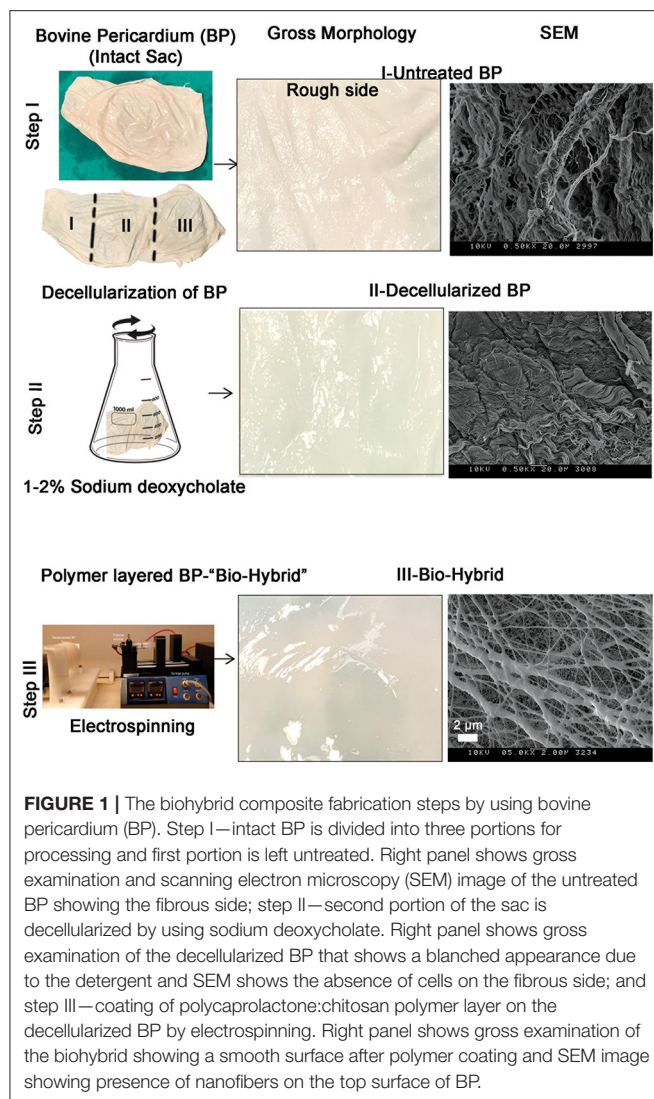 Bovine Pericardium (BP)
(Intact Sac)
Gross Morphology
SEM
Step I
I-Untreated BP
Rough side
I
II
III
10KV 0.50KX 20.0μ 2997
Decellularization of BP
II-Decellularized BP
Step II
1000 ml
1-2% Sodium deoxycholate
10KV 0.50KX 20.0μ 3008
Polymer layered BP-“Bio-Hybrid”
III-Bio-Hybrid
Step III
Electrospinning
2 μm
10KV 05.0KX 2.00μ 3234
FIGURE 1 | The biohybrid composite fabrication steps by using bovine
pericardium (BP). Step I—intact BP is divided into three portions for
processing and first portion is left untreated. Right panel shows gross
examination and scanning electron microscopy (SEM) image of the untreated
BP showing the fibrous side; step II—second portion of the sac is
decellularized by using sodium deoxycholate. Right panel shows gross
examination of the decellularized BP that shows a blanched appearance due
to the detergent and SEM shows the absence of cells on the fibrous side; and
step III—coating of polycaprolactone:chitosan polymer layer on the
decellularized BP by electrospinning. Right panel shows gross examination of
the biohybrid showing a smooth surface after polymer coating and SEM image
showing presence of nanofibers on the top surface of BP.